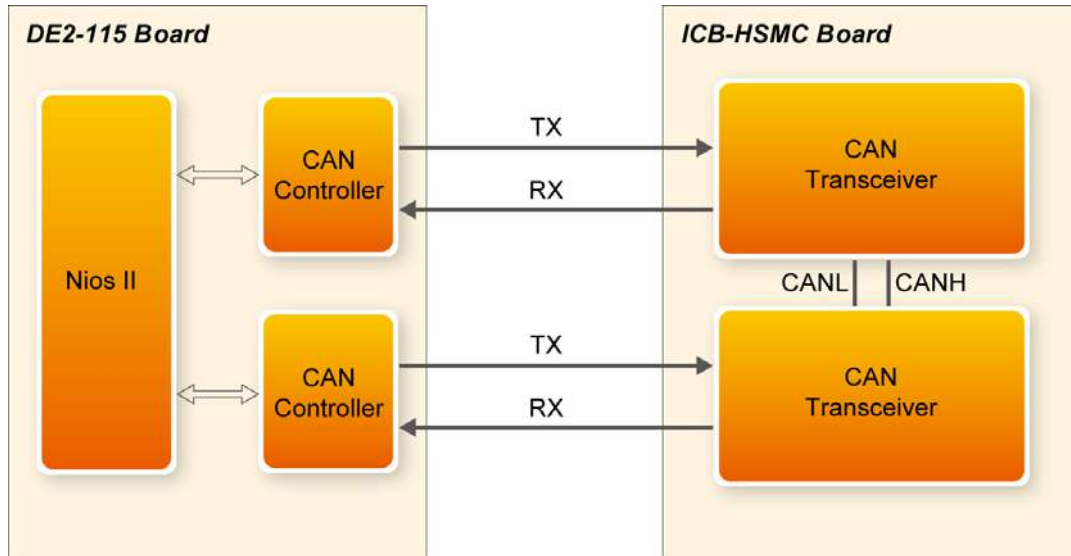 DE2-115 Board
ICB-HSMC Board
Nios II
CAN
Controller
TX
RX
CAN
Transceiver
CANL
CANH
CAN
Controller
TX
RX
CAN
Transceiver